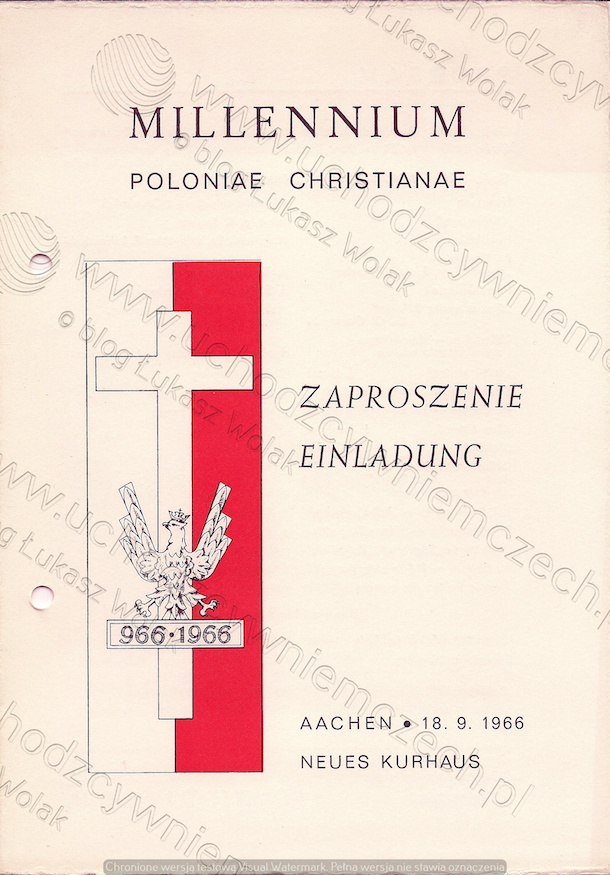 MILLENNIUM
POLONIAE CHRISTIANAE
ZAPROSZENIE
EINLADUNG
966 • 1966
AACHEN • 18. 9. 1966
NEUES KURHAUS
www.uchodzcywniemczech.pl
© blog Łukasz Wolak
Chronione wersją testową Visual Watermark. Pełna wersja nie stawia oznaczenia.